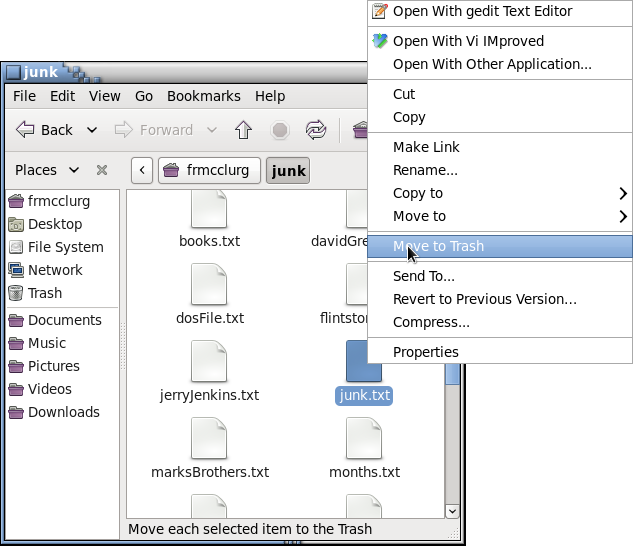 Open With gedit Text Editor
Open With Vi IMproved
Open With Other Application...
Cut
Copy
Make Link
Rename...
Copy to
Move to
Move to Trash
Send To...
Revert to Previous Version...
Compress...
Properties
junk
File Edit View Go Bookmarks Help
Back Forward
Places frmcclurg junk
frmcclurg
Desktop
File System
Network
Trash
Documents
Music
Pictures
Videos
Downloads
books.txt davidGre
dosFile.txt flintstor
jerryJenkins.txt junk.txt
marksBrothers.txt months.txt
Move each selected item to the Trash